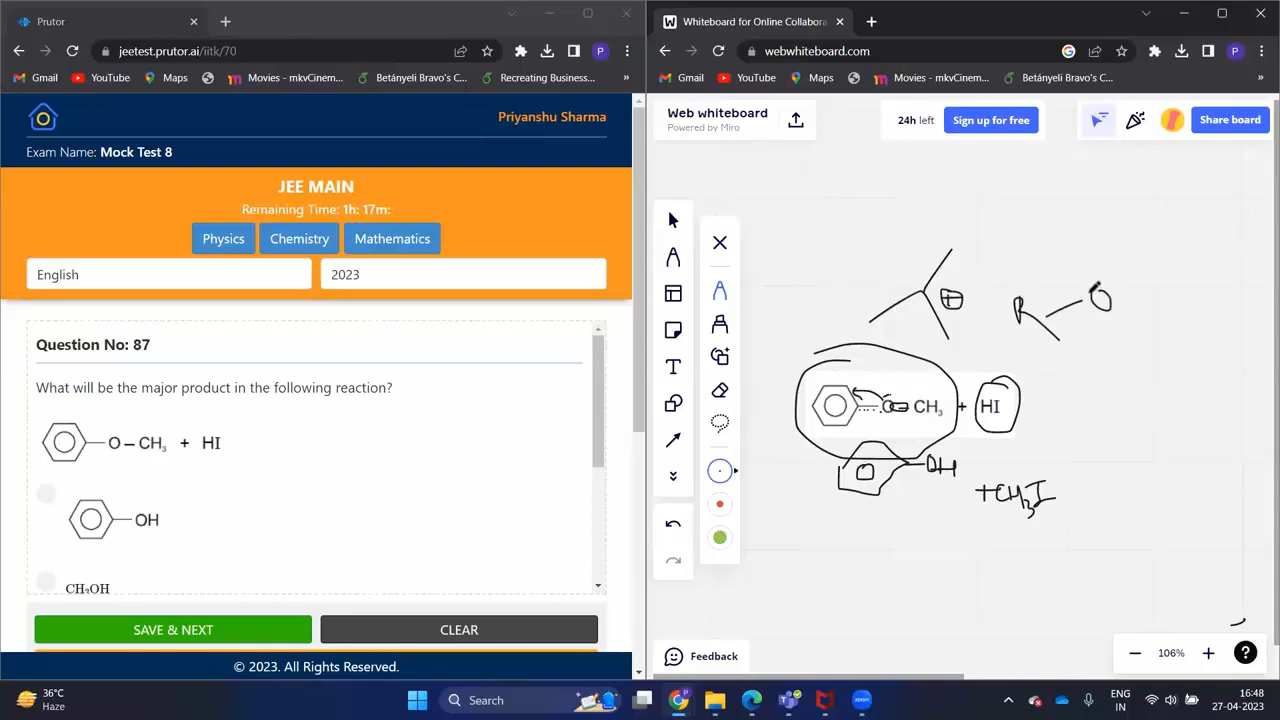 Prutor
jeetest.prutor.ai/iitk/70
P
Gmail
YouTube
Maps
Movies - mkvCinem...
Betányeli Bravo's C...
Recreating Business...
»
Priyanshu Sharma
Exam Name: Mock Test 8
JEE MAIN
Remaining Time: 1h: 17m:
Physics
Chemistry
Mathematics
English
2023
Question No: 87
What will be the major product in the following reaction?
O – CH₃ + HI
OH
CH₃OH
SAVE & NEXT
CLEAR
© 2023. All Rights Reserved.
W
Whiteboard for Online Collabora
webwhiteboard.com
P
Gmail
YouTube
Maps
Movies - mkvCinem...
Betányeli Bravo's C...
»
Web whiteboard
Powered by Miro
24h left
Sign up for free
Share board
T
R
O
O CH₃ + HI
OH
+CH₃I
Feedback
106%
?
36°C
Haze
Search
zoom
ENG
IN
16:48
27-04-2023